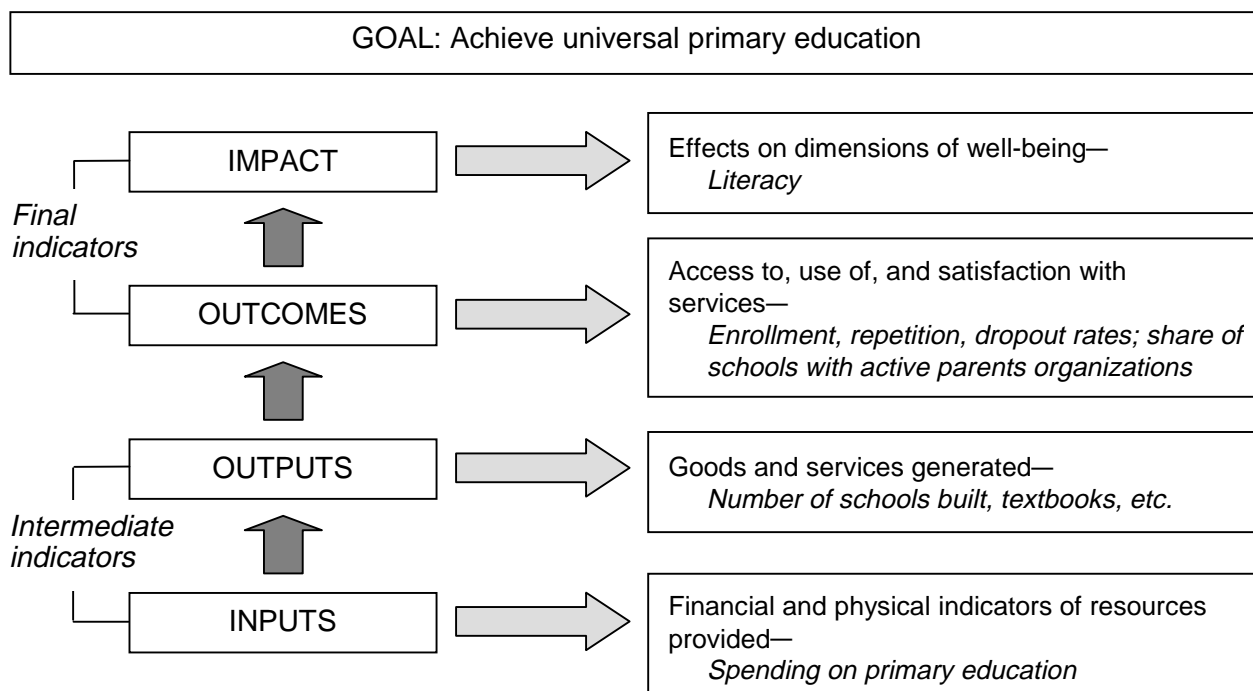 GOAL: Achieve universal primary education
IMPACT
Effects on dimensions of well-being—
Literacy
Final
indicators
OUTCOMES
Access to, use of, and satisfaction with
services—
Enrollment, repetition, dropout rates; share of
schools with active parents organizations
OUTPUTS
Goods and services generated—
Number of schools built, textbooks, etc.
Intermediate
indicators
INPUTS
Financial and physical indicators of resources
provided—
Spending on primary education